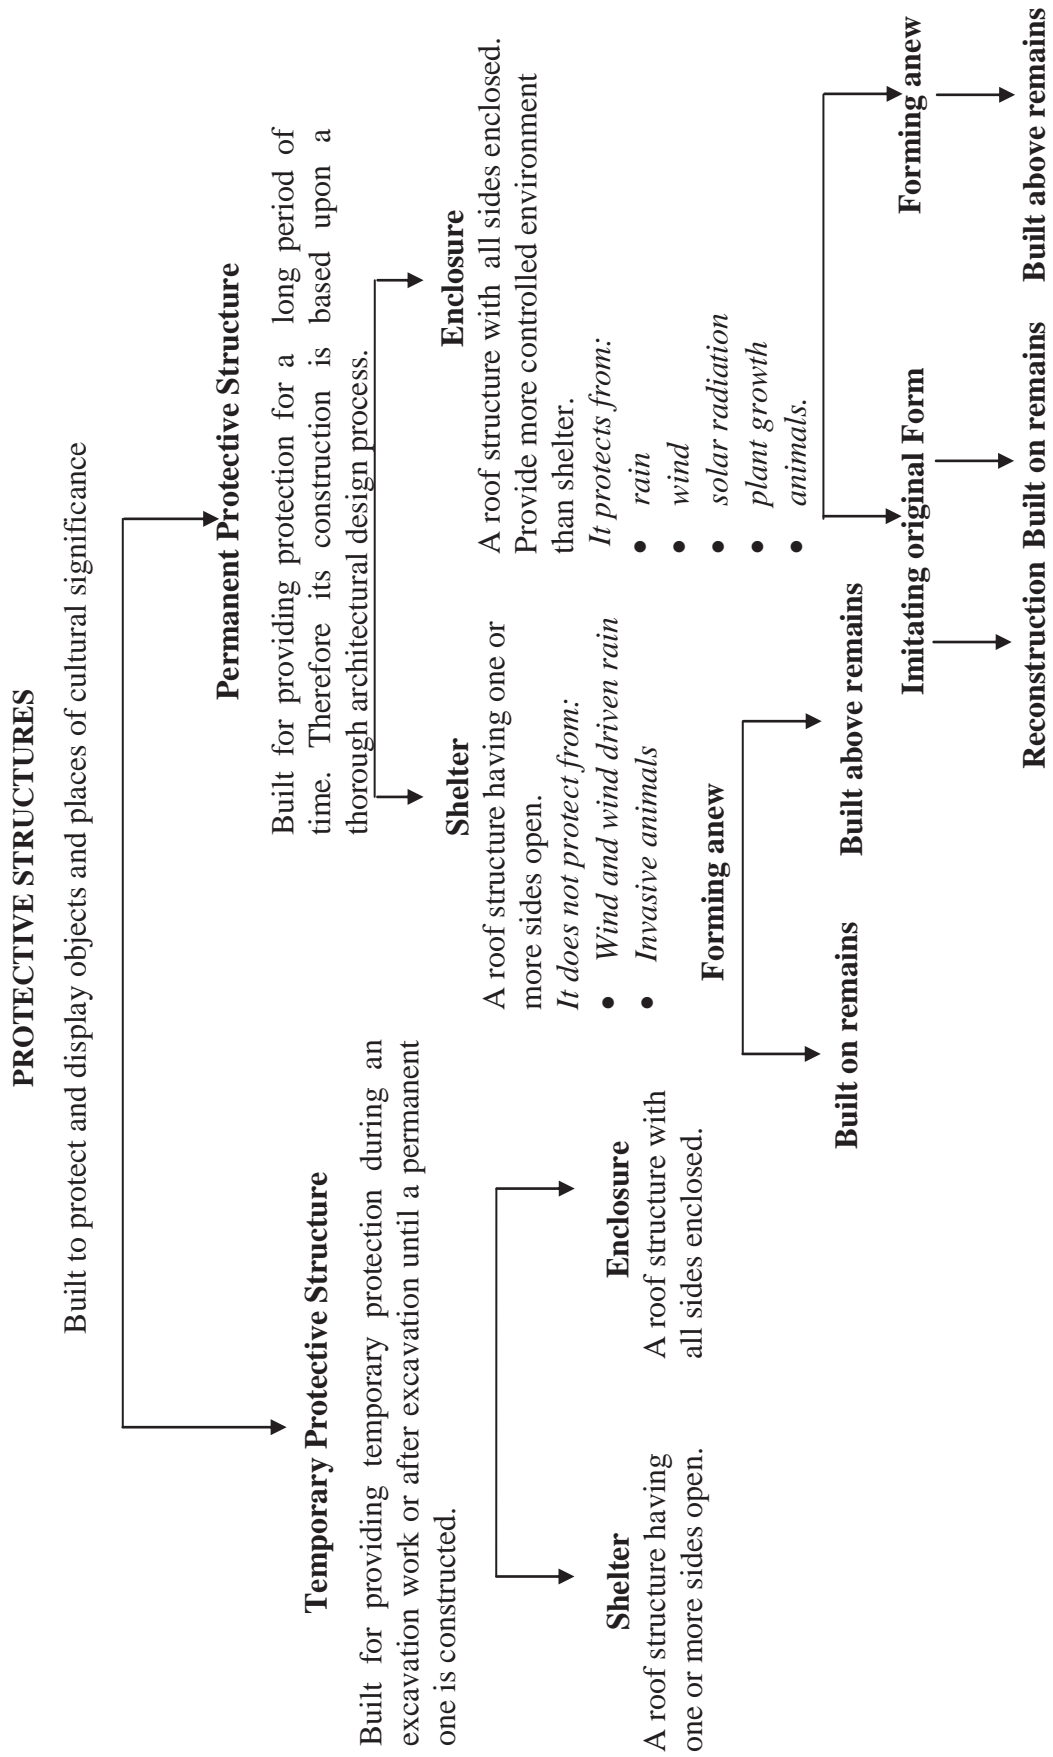 PROTECTIVE STRUCTURES
Built to protect and display objects and places of cultural significance
Temporary Protective Structure
Built for providing temporary protection during an
excavation work or after excavation until a permanent
one is constructed.
Shelter
A roof structure having
one or more sides open.
Enclosure
A roof structure with
all sides enclosed.
Permanent Protective Structure
Built for providing protection for a long period of
time. Therefore its construction is based upon a
thorough architectural design process.
Shelter
A roof structure having one or
more sides open.
It does not protect from:
• Wind and wind driven rain
• Invasive animals
Forming anew
Built on remains
Built above remains
Enclosure
A roof structure with all sides enclosed.
Provide more controlled environment
than shelter.
It protects from:
• rain
• wind
• solar radiation
• plant growth
• animals.
Imitating original Form
Reconstruction
Built on remains
Forming anew
Built above remains